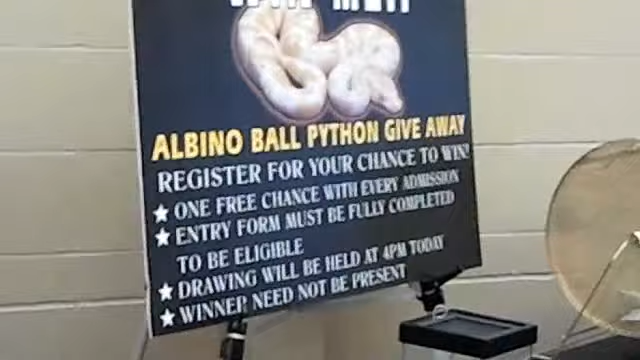 ALBINO BALL PYTHON GIVE AWAY
REGISTER FOR YOUR CHANCE TO WIN!
★ ONE FREE CHANCE WITH EVERY ADMISSION
★ ENTRY FORM MUST BE FULLY COMPLETED
TO BE ELIGIBLE
★ DRAWING WILL BE HELD AT 4PM TODAY
★ WINNER NEED NOT BE PRESENT